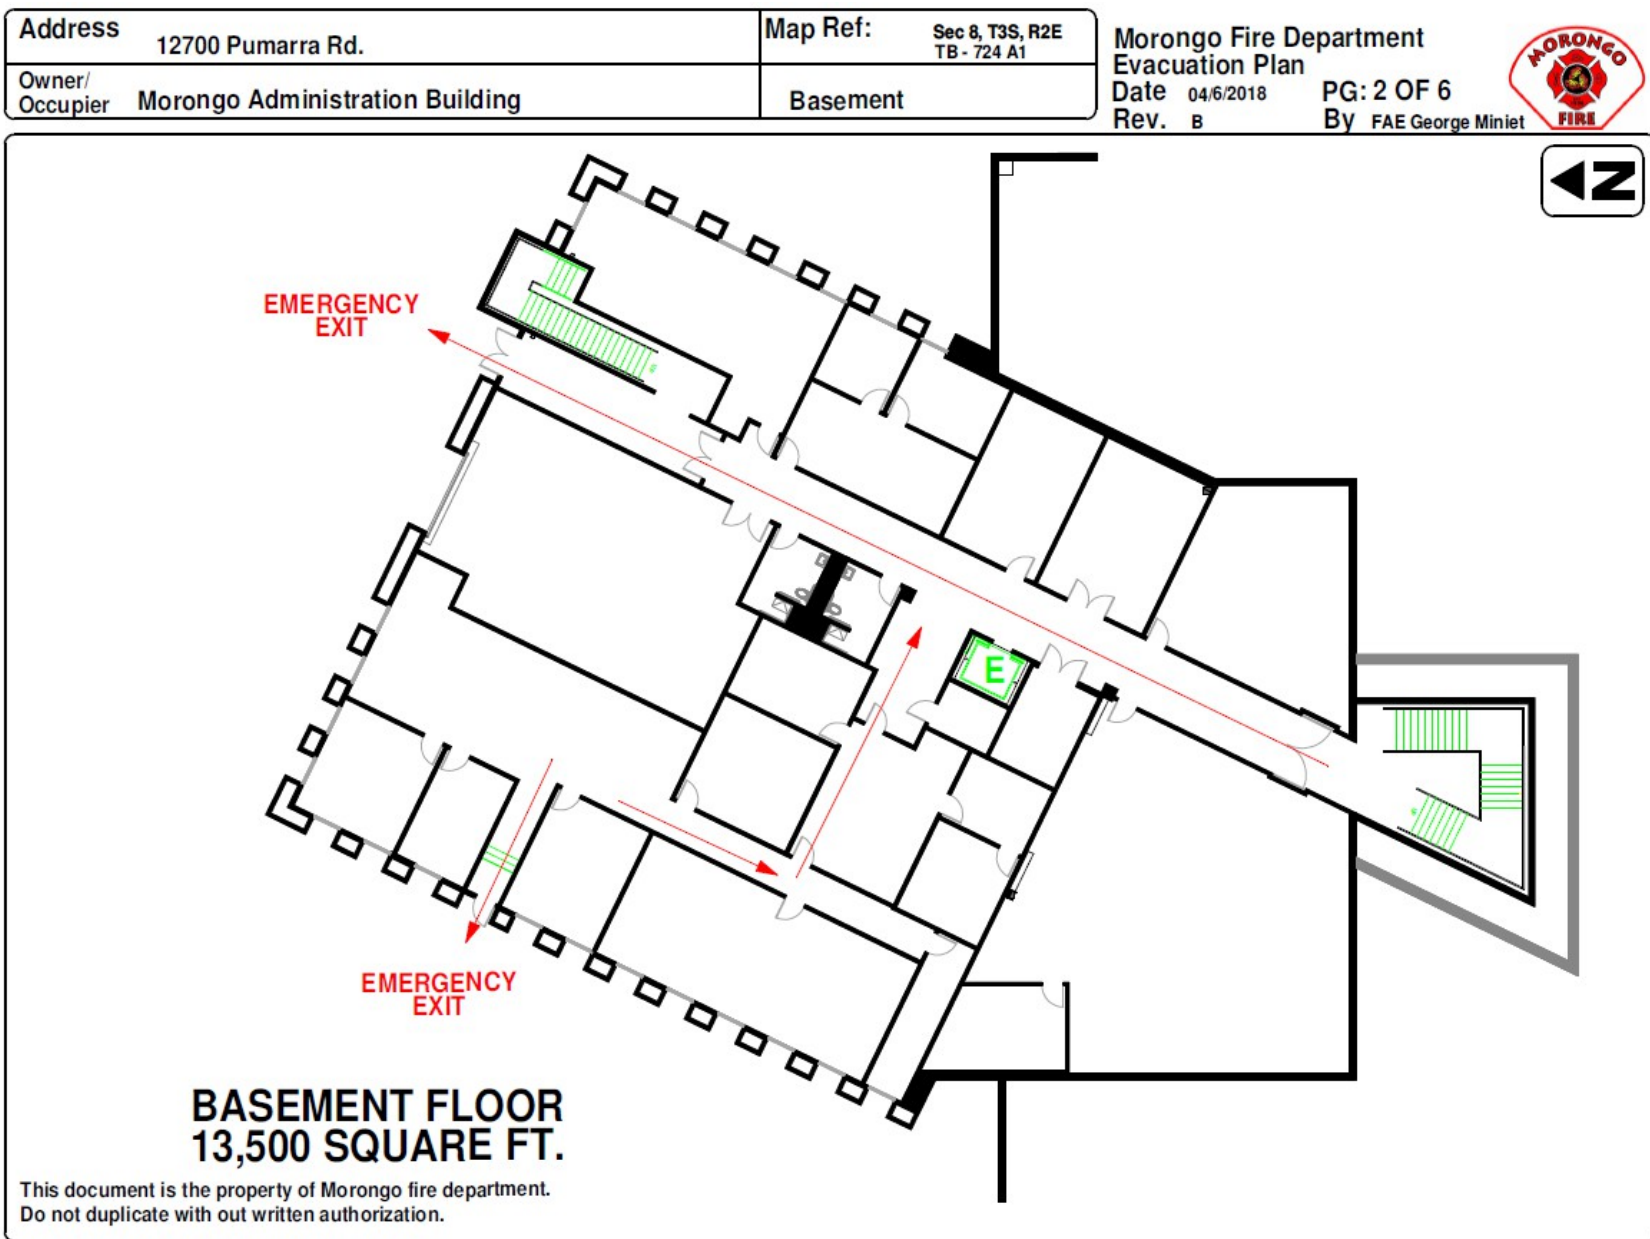 Address 12700 Pumarra Rd.
Map Ref: Sec 8, T3S, R2E
TB - 724 A1
Owner/
Occupier Morongo Administration Building
Basement
Morongo Fire Department
Evacuation Plan
Date 04/6/2018 PG: 2 OF 6
Rev. B By FAE George Miniet
MORONGO
FIRE
N
EMERGENCY
EXIT
E
EMERGENCY
EXIT
BASEMENT FLOOR
13,500 SQUARE FT.
This document is the property of Morongo fire department.
Do not duplicate with out written authorization.